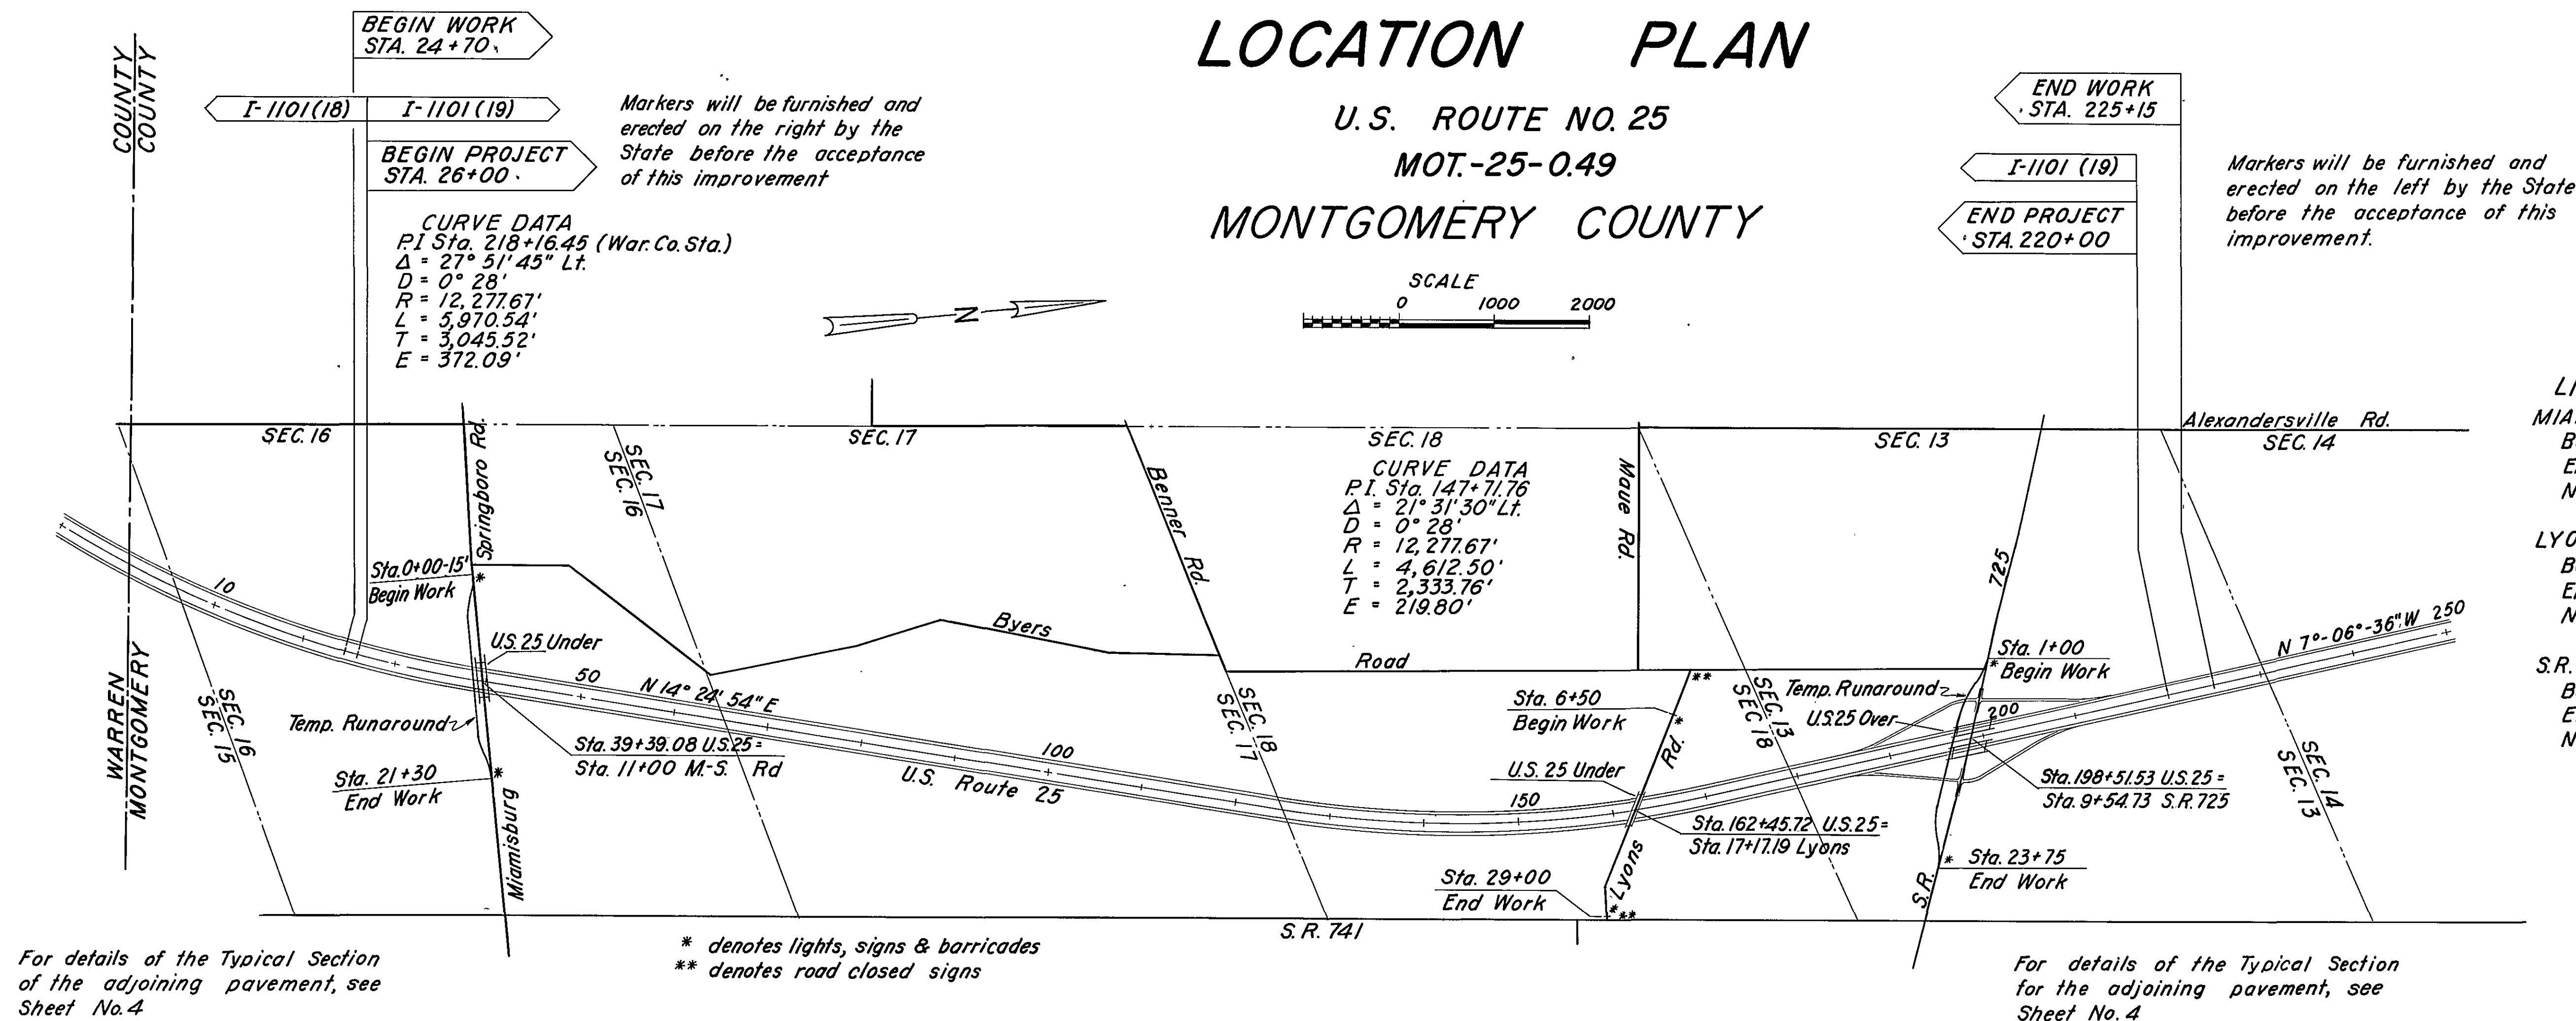 LOCATION PLAN
U.S. ROUTE NO. 25
MOT.-25-0.49
MONTGOMERY COUNTY
SCALE
0 1000 2000
N
COUNTY
COUNTY
BEGIN WORK
STA. 24+70
I-1101(18)
I-1101(19)
BEGIN PROJECT
STA. 26+00
Markers will be furnished and
erected on the right by the
State before the acceptance
of this improvement
CURVE DATA
P.I Sta. 218+16.45 (War. Co. Sta.)
Δ = 27° 51' 45" Lt.
D = 0° 28'
R = 12,277.67'
L = 5,970.54'
T = 3,045.52'
E = 372.09'
END WORK
STA. 225+15
I-1101 (19)
END PROJECT
STA. 220+00
Markers will be furnished and
erected on the left by the State
before the acceptance of this
improvement.
SEC. 16
SEC. 17
SEC. 18
SEC. 13
Alexandersville Rd.
SEC. 14
Springboro Rd.
SEC. 17
SEC. 16
Benner Rd.
CURVE DATA
P.I. Sta. 147+71.76
Δ = 21° 31' 30" Lt.
D = 0° 28'
R = 12,277.67'
L = 4,612.50'
T = 2,333.76'
E = 219.80'
Maue Rd.
725
10
Sta. 0+00-15'
Begin Work
*
U.S. 25 Under
50
N 14° 24' 54" E
Byers
Road
Sta. 1+00
* Begin Work
N 7°-06°-36" W
250
WARREN
MONTGOMERY
SEC. 16
SEC. 15
Temp. Runaround
Sta. 39+39.08 U.S. 25 =
Sta. 11+00 M.-S. Rd
Sta. 21+30
End Work
*
Miamisburg
100
U.S. Route 25
SEC. 18
SEC. 17
150
**
Sta. 6+50
Begin Work
*
Rd.
U.S. 25 Under
Sta. 162+45.72 U.S. 25 =
Sta. 17+17.19 Lyons
Lyons
Sta. 29+00
End Work
* **
SEC. 13
SEC. 18
Temp. Runaround
U.S. 25 Over
200
Sta. 198+51.53 U.S. 25 =
Sta. 9+54.73 S.R. 725
* Sta. 23+75
End Work
S.R.
SEC. 14
SEC. 13
S.R. 741
* denotes lights, signs & barricades
** denotes road closed signs
For details of the Typical Section
of the adjoining pavement, see
Sheet No. 4
For details of the Typical Section
for the adjoining pavement, see
Sheet No. 4
LI
MIA
B
E
N
LYO
B
E
N
S.R.
B
E
N